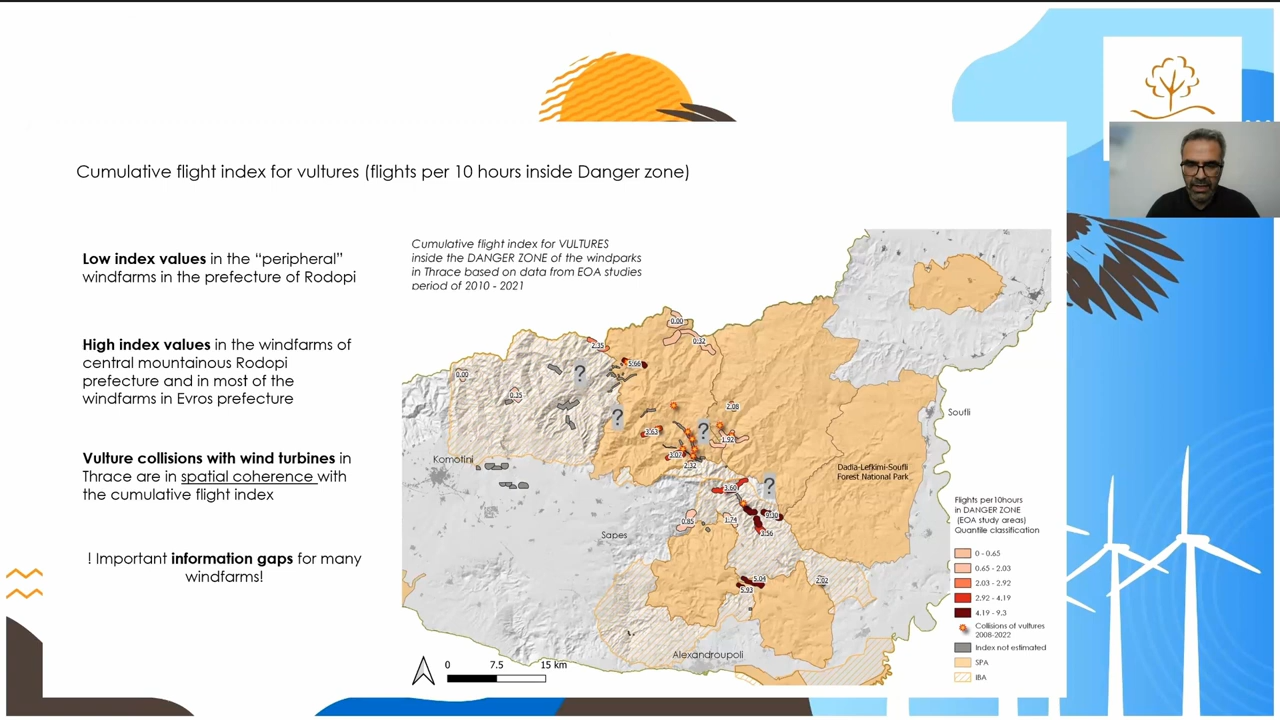 Cumulative flight index for vultures (flights per 10 hours inside Danger zone)
Low index values in the “peripheral”
windfarms in the prefecture of Rodopi
High index values in the windfarms of
central mountainous Rodopi
prefecture and in most of the
windfarms in Evros prefecture
Vulture collisions with wind turbines in
Thrace are in spatial coherence with
the cumulative flight index
! Important information gaps for many
windfarms!
Cumulative flight index for VULTURES
inside the DANGER ZONE of the windparks
in Thrace based on data from EOA studies
period of 2010 - 2021
0.00
0.32
2.35
5.66
0.00
?
0.35
2.08
?
?
1.92
2.32
Komotini
Soufli
Dadia-Lefkimi-Soufli
Forest National Park
?
3.60
0.85
1.74
9.30
3.56
Sapes
5.04
5.93
2.02
Alexandroupoli
0 7.5 15 km
Flights per10hours
in DANGER ZONE
(EOA study areas)
Quantile classification
0 - 0.65
0.65 - 2.03
2.03 - 2.92
2.92 - 4.19
4.19 - 9.3
Collisions of vultures
2008-2022
Index not estimated
SPA
IBA